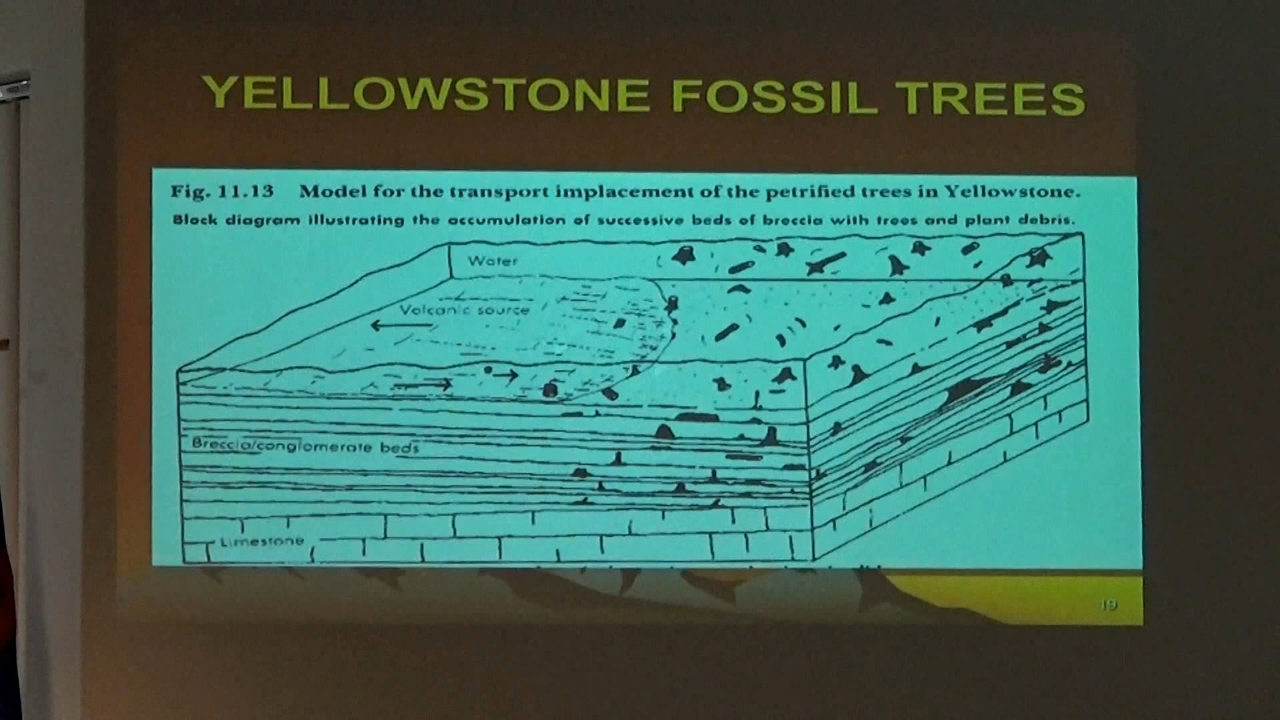 YELLOWSTONE FOSSIL TREES
Fig. 11.13 Model for the transport implacement of the petrified trees in Yellowstone.
Block diagram illustrating the accumulation of successive beds of breccia with trees and plant debris.
Water
Volcanic source
Breccia/conglomerate beds
Limestone
19